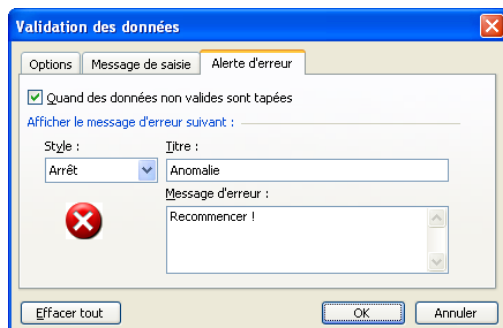 Validation des données
Options Message de saisie Alerte d'erreur
Quand des données non valides sont tapées
Afficher le message d'erreur suivant :
Style : Titre :
Arrêt Anomalie
Message d'erreur :
Recommencer !
Effacer tout OK Annuler